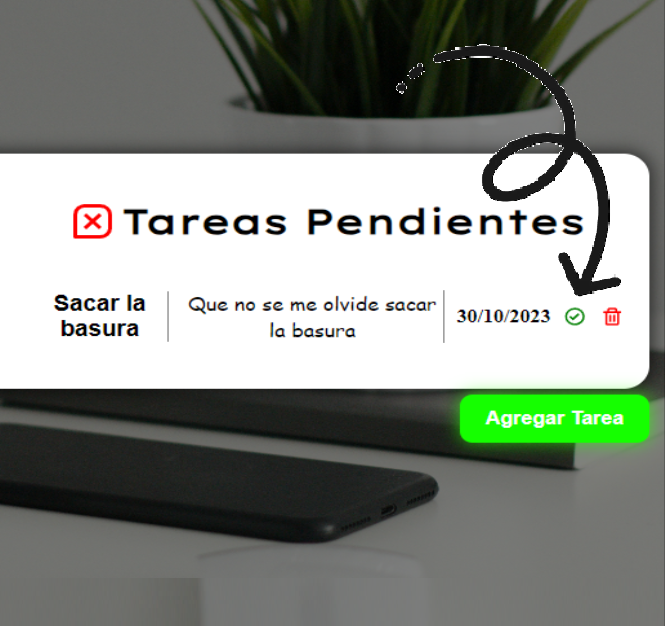 Tareas Pendientes
Sacar la
basura
Que no se me olvide sacar
la basura
30/10/2023
Agregar Tarea